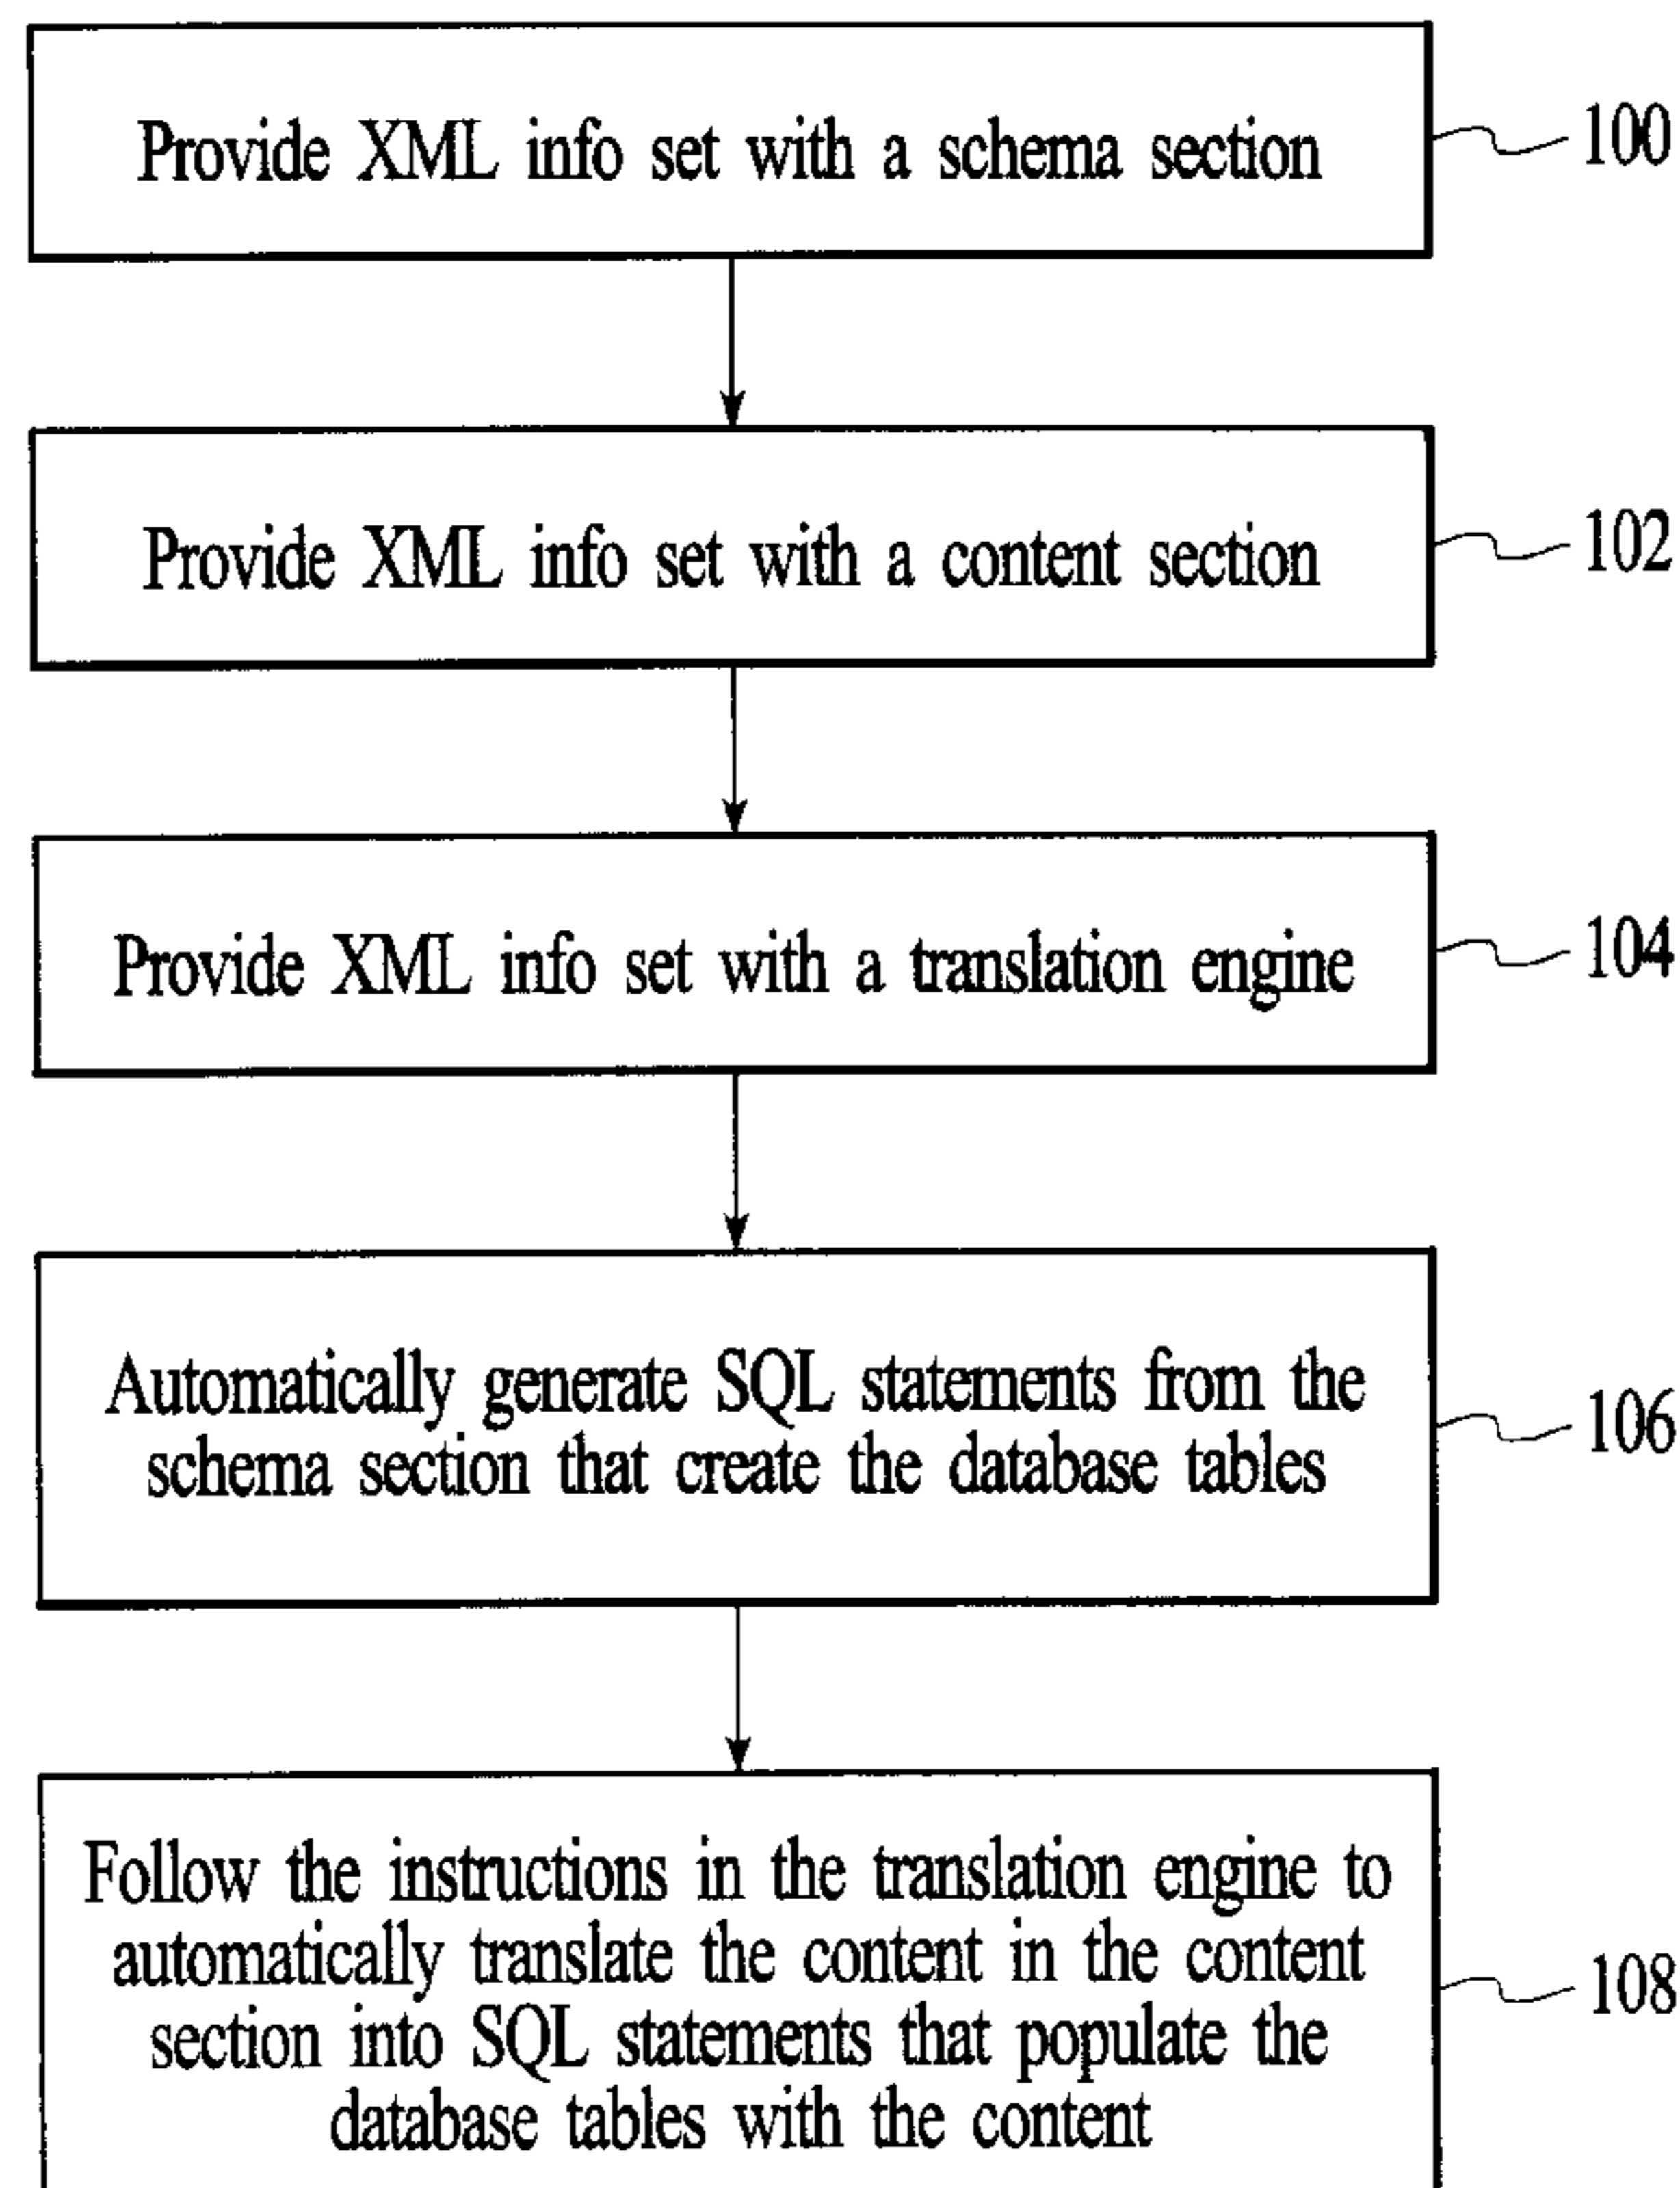 Provide XML info set with a schema section
100
Provide XML info set with a content section
102
Provide XML info set with a translation engine
104
Automatically generate SQL statements from the
schema section that create the database tables
106
Follow the instructions in the translation engine to
automatically translate the content in the content
section into SQL statements that populate the
database tables with the content
108